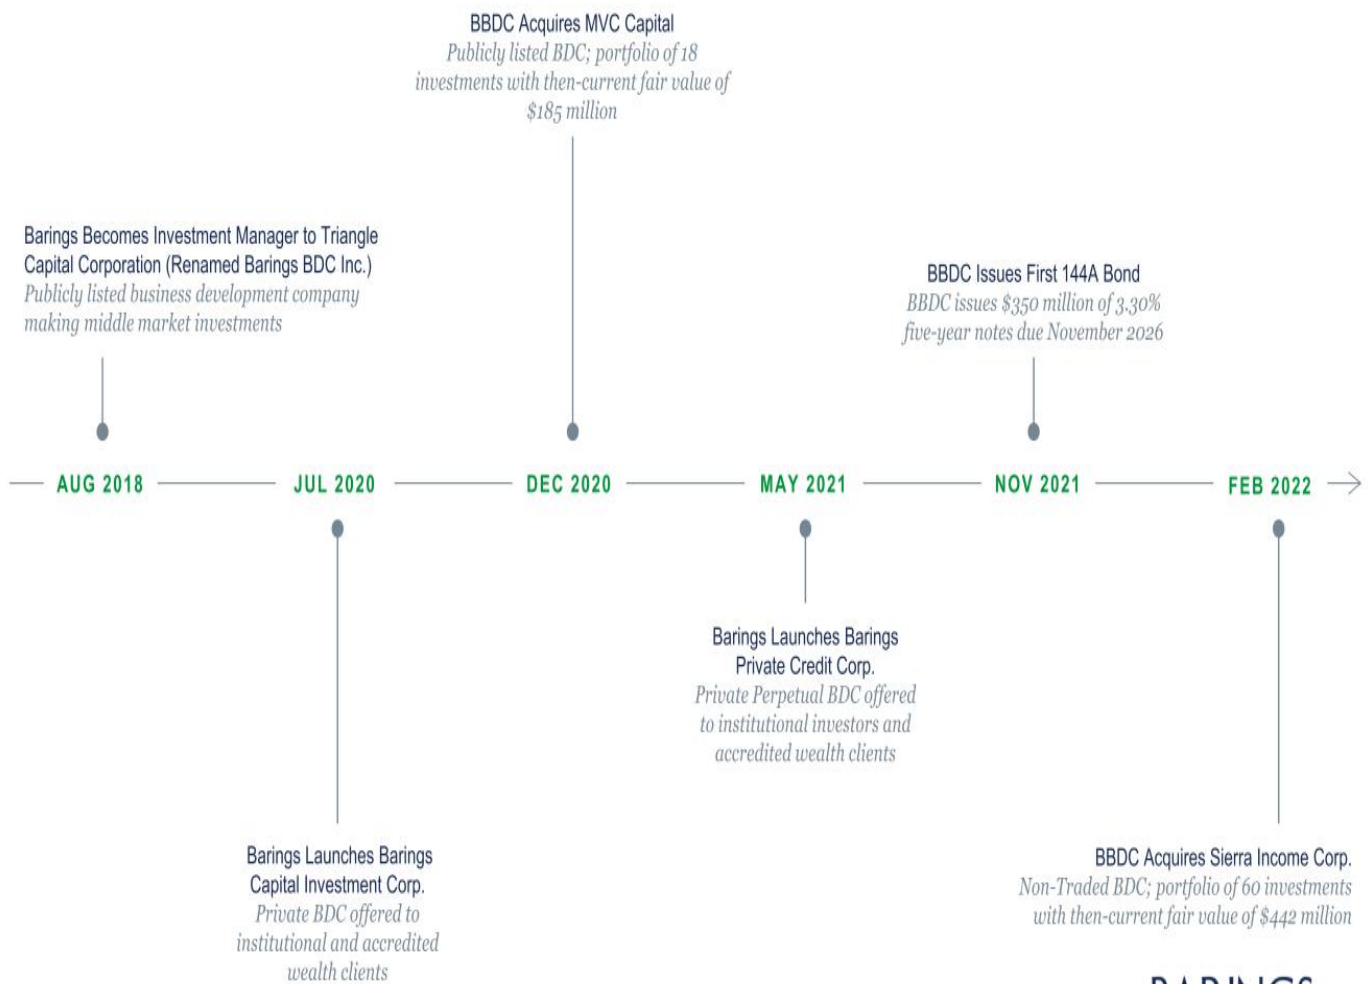 BBDC Acquires MVC Capital
Publicly listed BDC; portfolio of 18
investments with then-current fair value of
$185 million
Barings Becomes Investment Manager to Triangle
Capital Corporation (Renamed Barings BDC Inc.)
Publicly listed business development company
making middle market investments
BBDC Issues First 144A Bond
BBDC issues $350 million of 3.30%
five-year notes due November 2026
AUG 2018
JUL 2020
DEC 2020
MAY 2021
NOV 2021
FEB 2022
Barings Launches Barings
Private Credit Corp.
Private Perpetual BDC offered
to institutional investors and
accredited wealth clients
Barings Launches Barings
Capital Investment Corp.
Private BDC offered to
institutional and accredited
wealth clients
BBDC Acquires Sierra Income Corp.
Non-Traded BDC; portfolio of 60 investments
with then-current fair value of $442 million
BARINGS